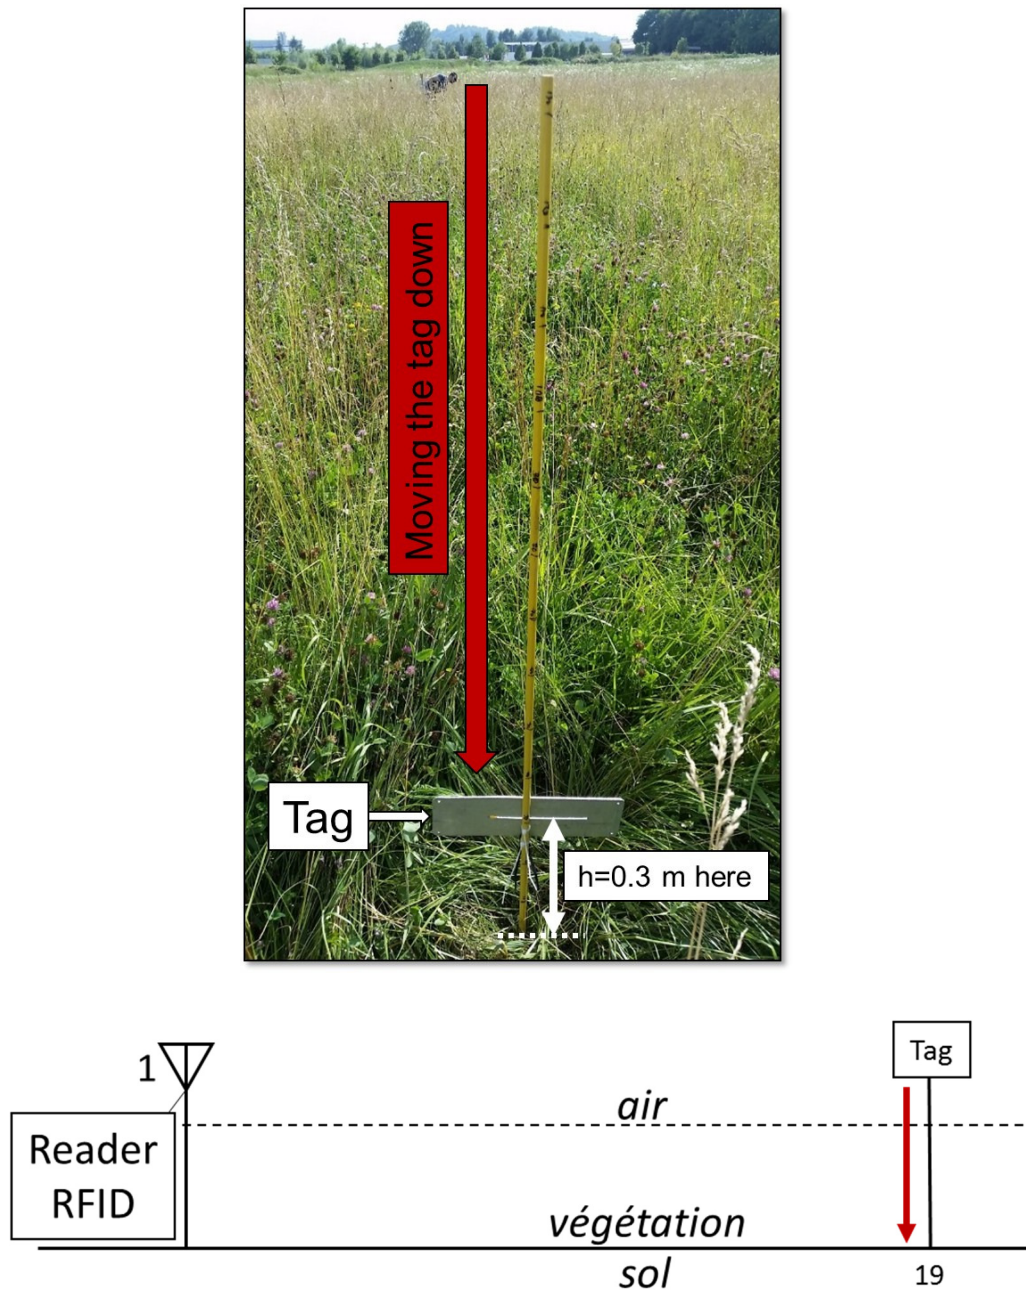 Moving the tag down
Tag
h=0.3 m here
1
Tag
air
Reader
RFID
végétation
sol
19